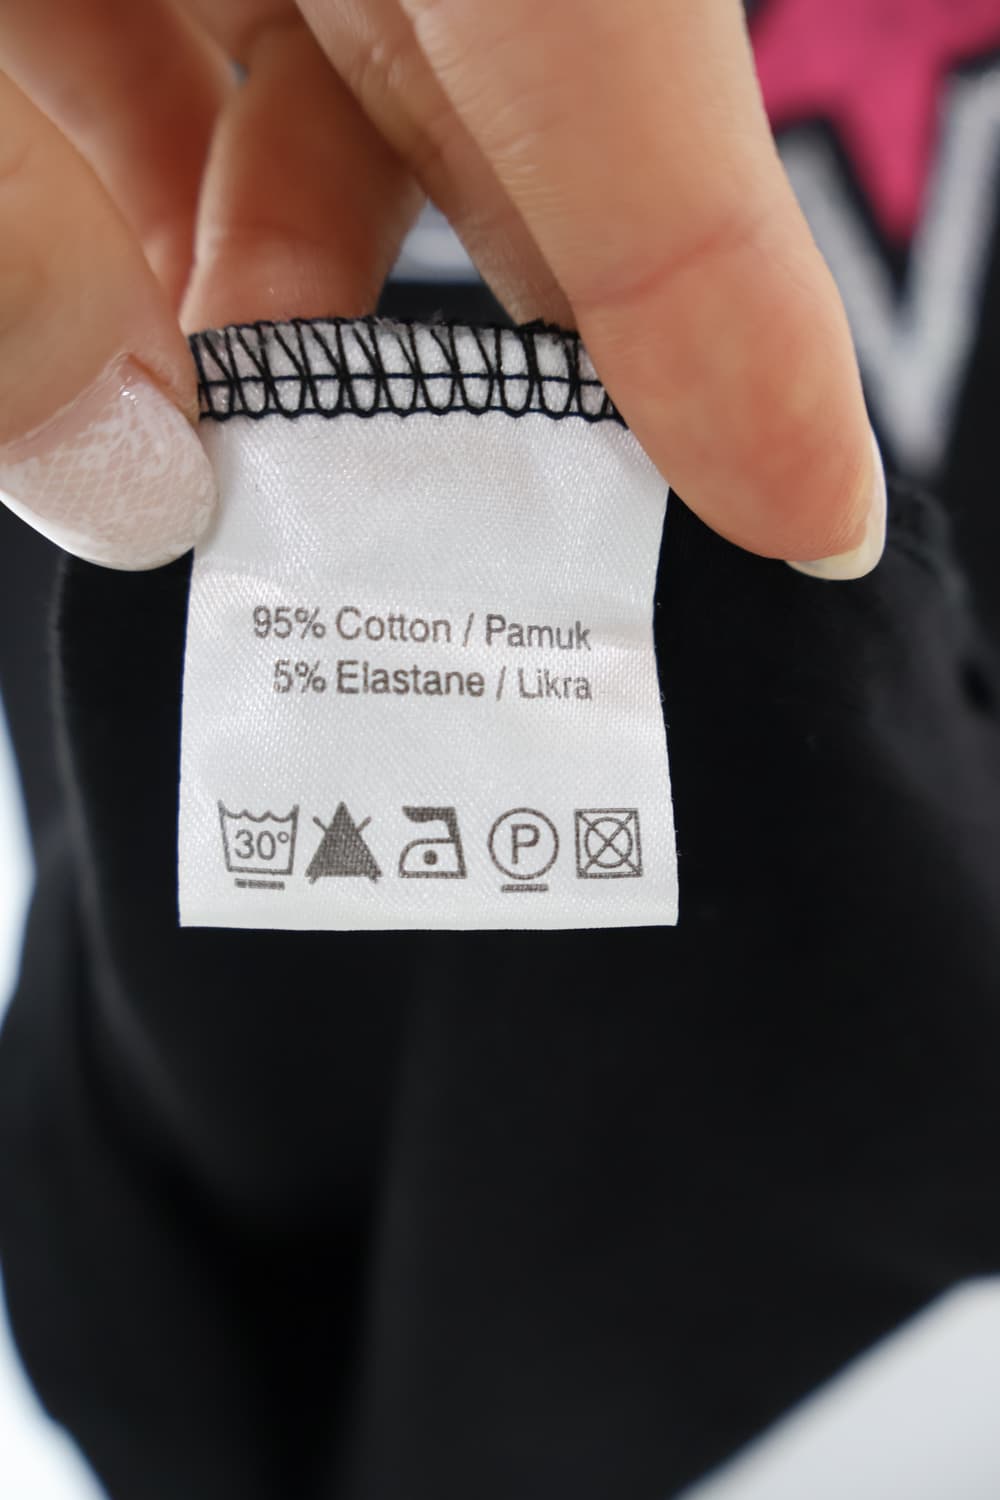 95% Cotton / Pamuk
5% Elastane / Likra
30° P